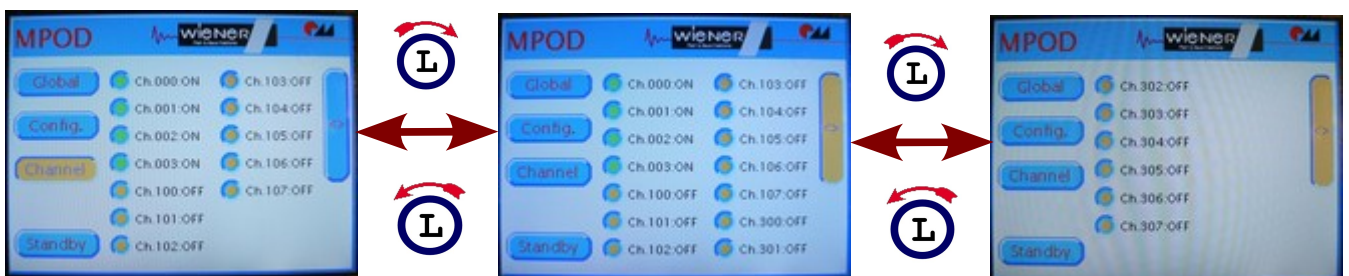 MPOD WIENER
Global Ch.000:ON Ch.103:OFF
Ch.001:ON Ch.104:OFF
Config. Ch.002:ON Ch.105:OFF
<>
Channel Ch.003:ON Ch.106:OFF
Ch.100:OFF Ch.107:OFF
Ch.101:OFF
Standby Ch.102:OFF
L
L
MPOD WIENER
Global Ch.000:ON Ch.103:OFF
Ch.001:ON Ch.104:OFF
Config. Ch.002:ON Ch.105:OFF
<>
Channel Ch.003:ON Ch.106:OFF
Ch.100:OFF Ch.107:OFF
Ch.101:OFF Ch.300:OFF
Standby Ch.102:OFF Ch.301:OFF
L
L
MPOD WIENER
Global Ch.302:OFF
Ch.303:OFF
Config. Ch.304:OFF
<>
Channel Ch.305:OFF
Ch.306:OFF
Ch.307:OFF
Standby